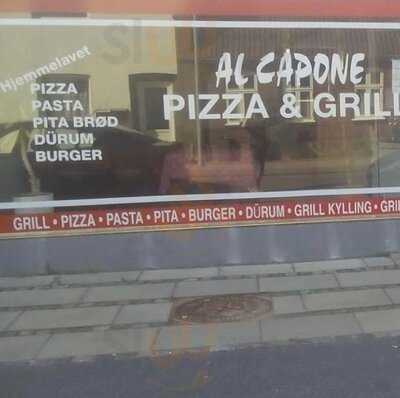 Hjemmelavet
PIZZA
PASTA
PITA BRØD
DÜRUM
BURGER
AL CAPONE
PIZZA & GRILL
GRILL • PIZZA • PASTA • PITA • BURGER • DÜRUM • GRILL KYLLING • GRI